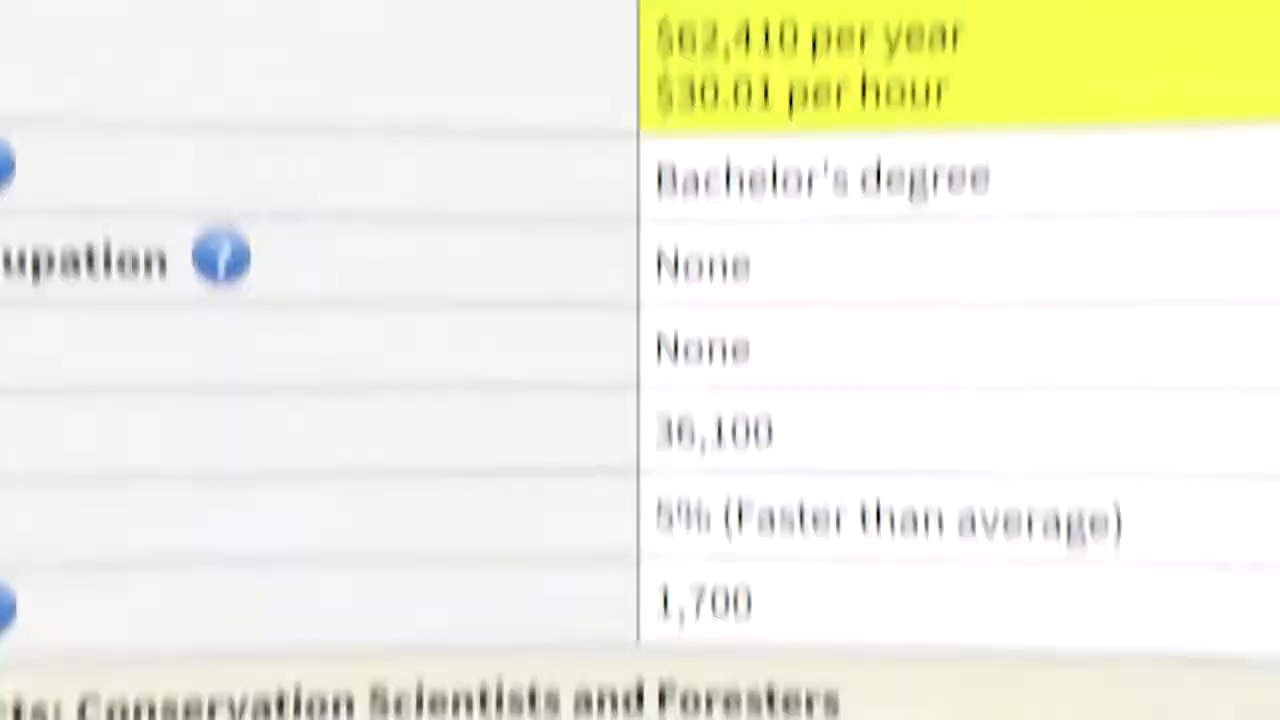 $62,410 per year
$30.01 per hour
Bachelor's degree
upation
None
None
36,100
5% (Faster than average)
1,700
ts: Conservation Scientists and Foresters